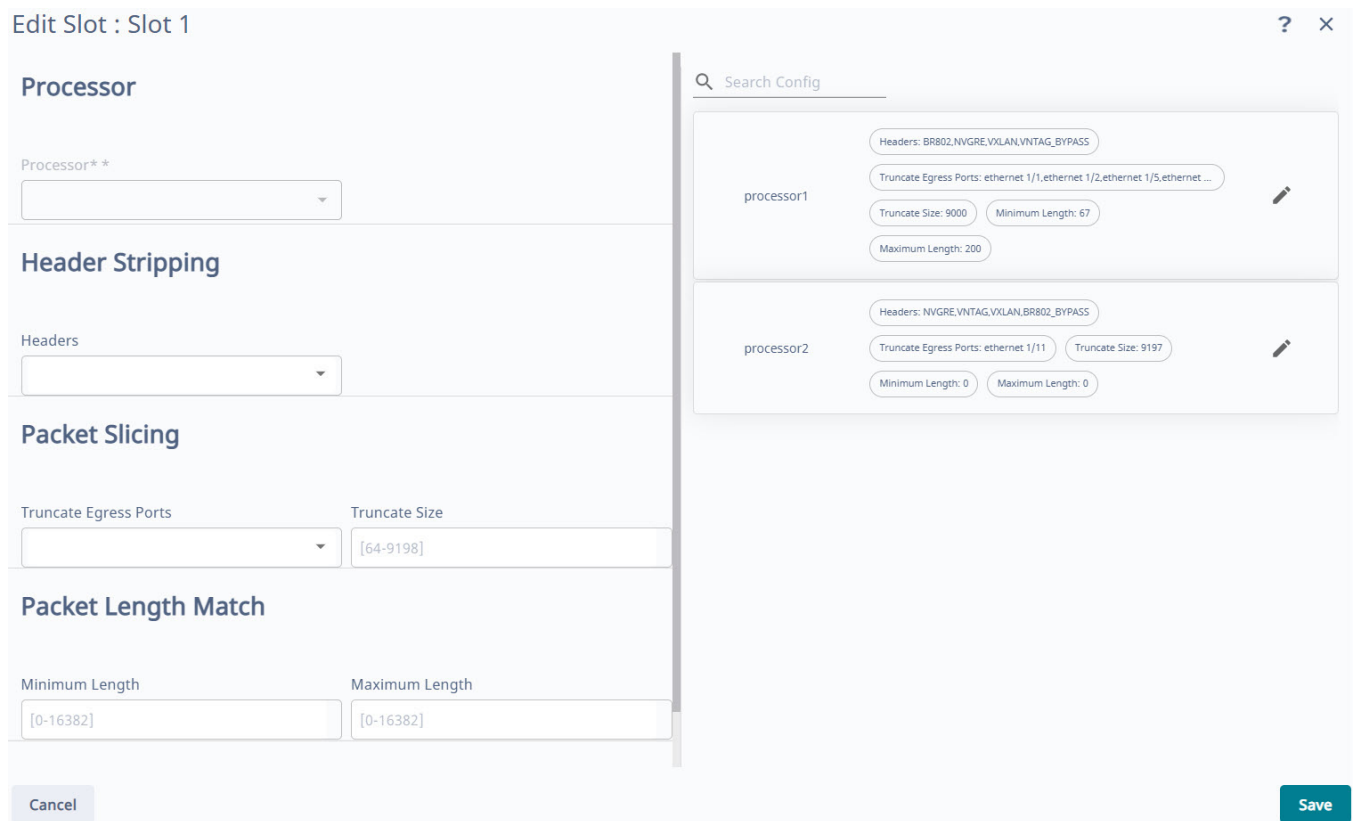 Edit Slot : Slot 1
?
Processor
Processor* *
Header Stripping
Headers
Packet Slicing
Truncate Egress Ports
Truncate Size
[64-9198]
Packet Length Match
Minimum Length
Maximum Length
[0-16382]
[0-16382]
Search Config
processor1
Headers: BR802,NVGRE,VXLAN,VNTAG_BYPASS
Truncate Egress Ports: ethernet 1/1,ethernet 1/2,ethernet 1/5,ethernet ...
Truncate Size: 9000
Minimum Length: 67
Maximum Length: 200
processor2
Headers: NVGRE,VNTAG,VXLAN,BR802_BYPASS
Truncate Egress Ports: ethernet 1/11
Truncate Size: 9197
Minimum Length: 0
Maximum Length: 0
Cancel
Save